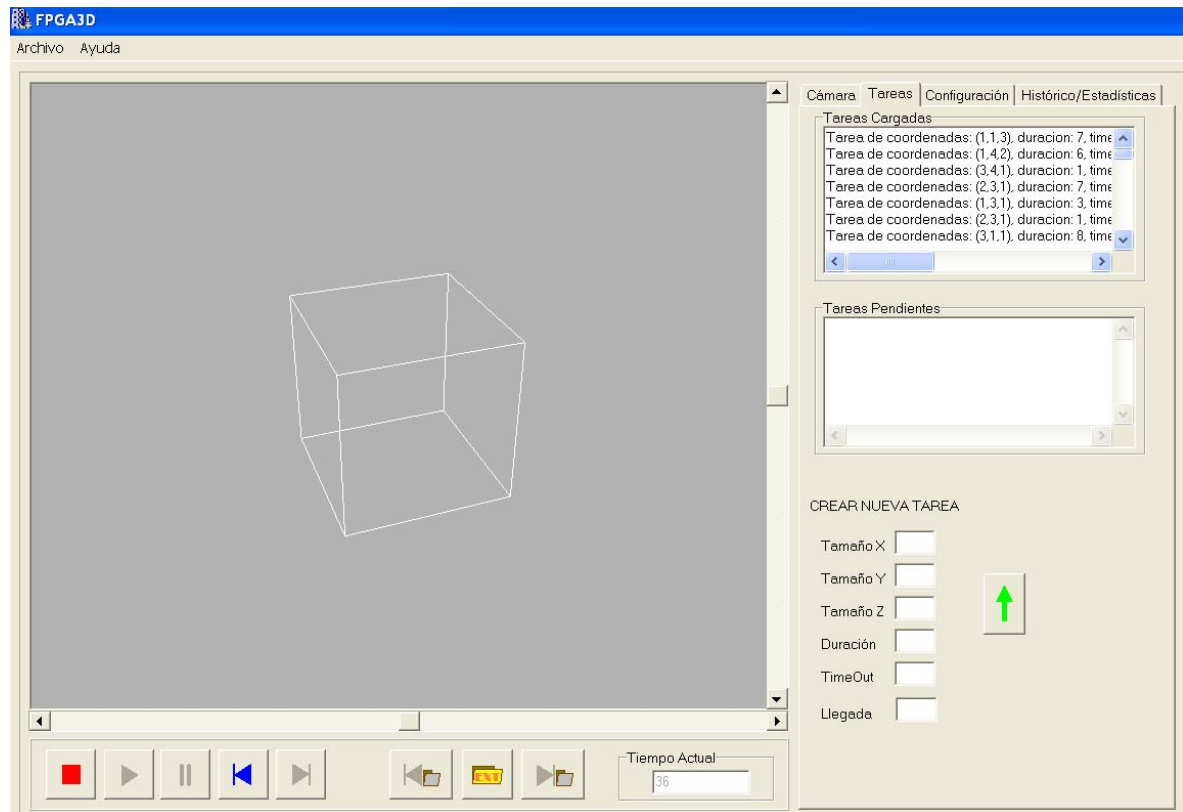 FPGA3D
Archivo Ayuda
Cámara Tareas Configuración Histórico/Estadísticas
Tareas Cargadas
Tarea de coordenadas: (1,1,3), duracion: 7, time
Tarea de coordenadas: (1,4,2), duracion: 6, time
Tarea de coordenadas: (3,4,1), duracion: 1, time
Tarea de coordenadas: (2,3,1), duracion: 7, time
Tarea de coordenadas: (1,3,1), duracion: 3, time
Tarea de coordenadas: (2,3,1), duracion: 1, time
Tarea de coordenadas: (3,1,1), duracion: 8, time
Tareas Pendientes
CREAR NUEVA TAREA
Tamaño X
Tamaño Y
Tamaño Z
Duración
TimeOut
Llegada
EXT
Tiempo Actual
36